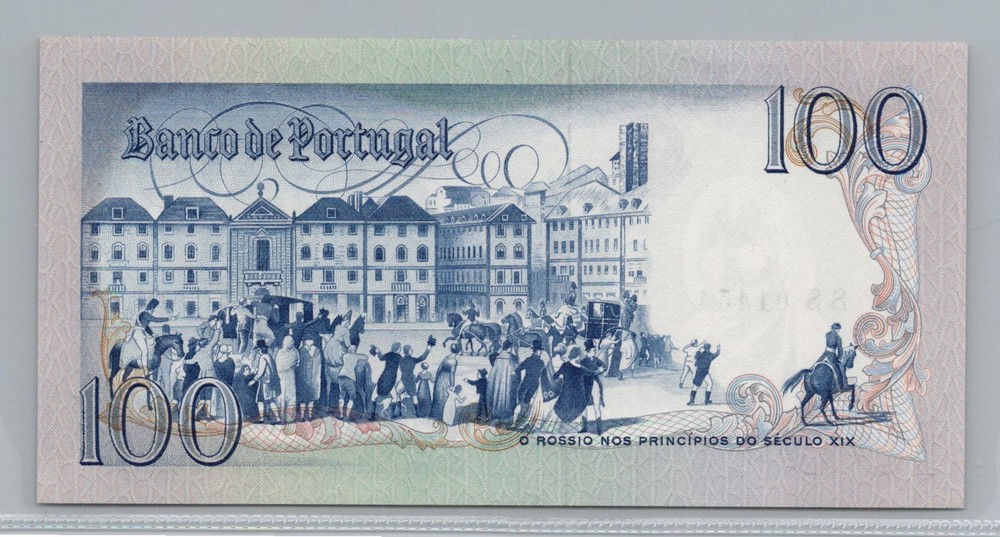 100
Banco de Portugal
100
O ROSSIO NOS PRINCÍPIOS DO SÉCULO XIX